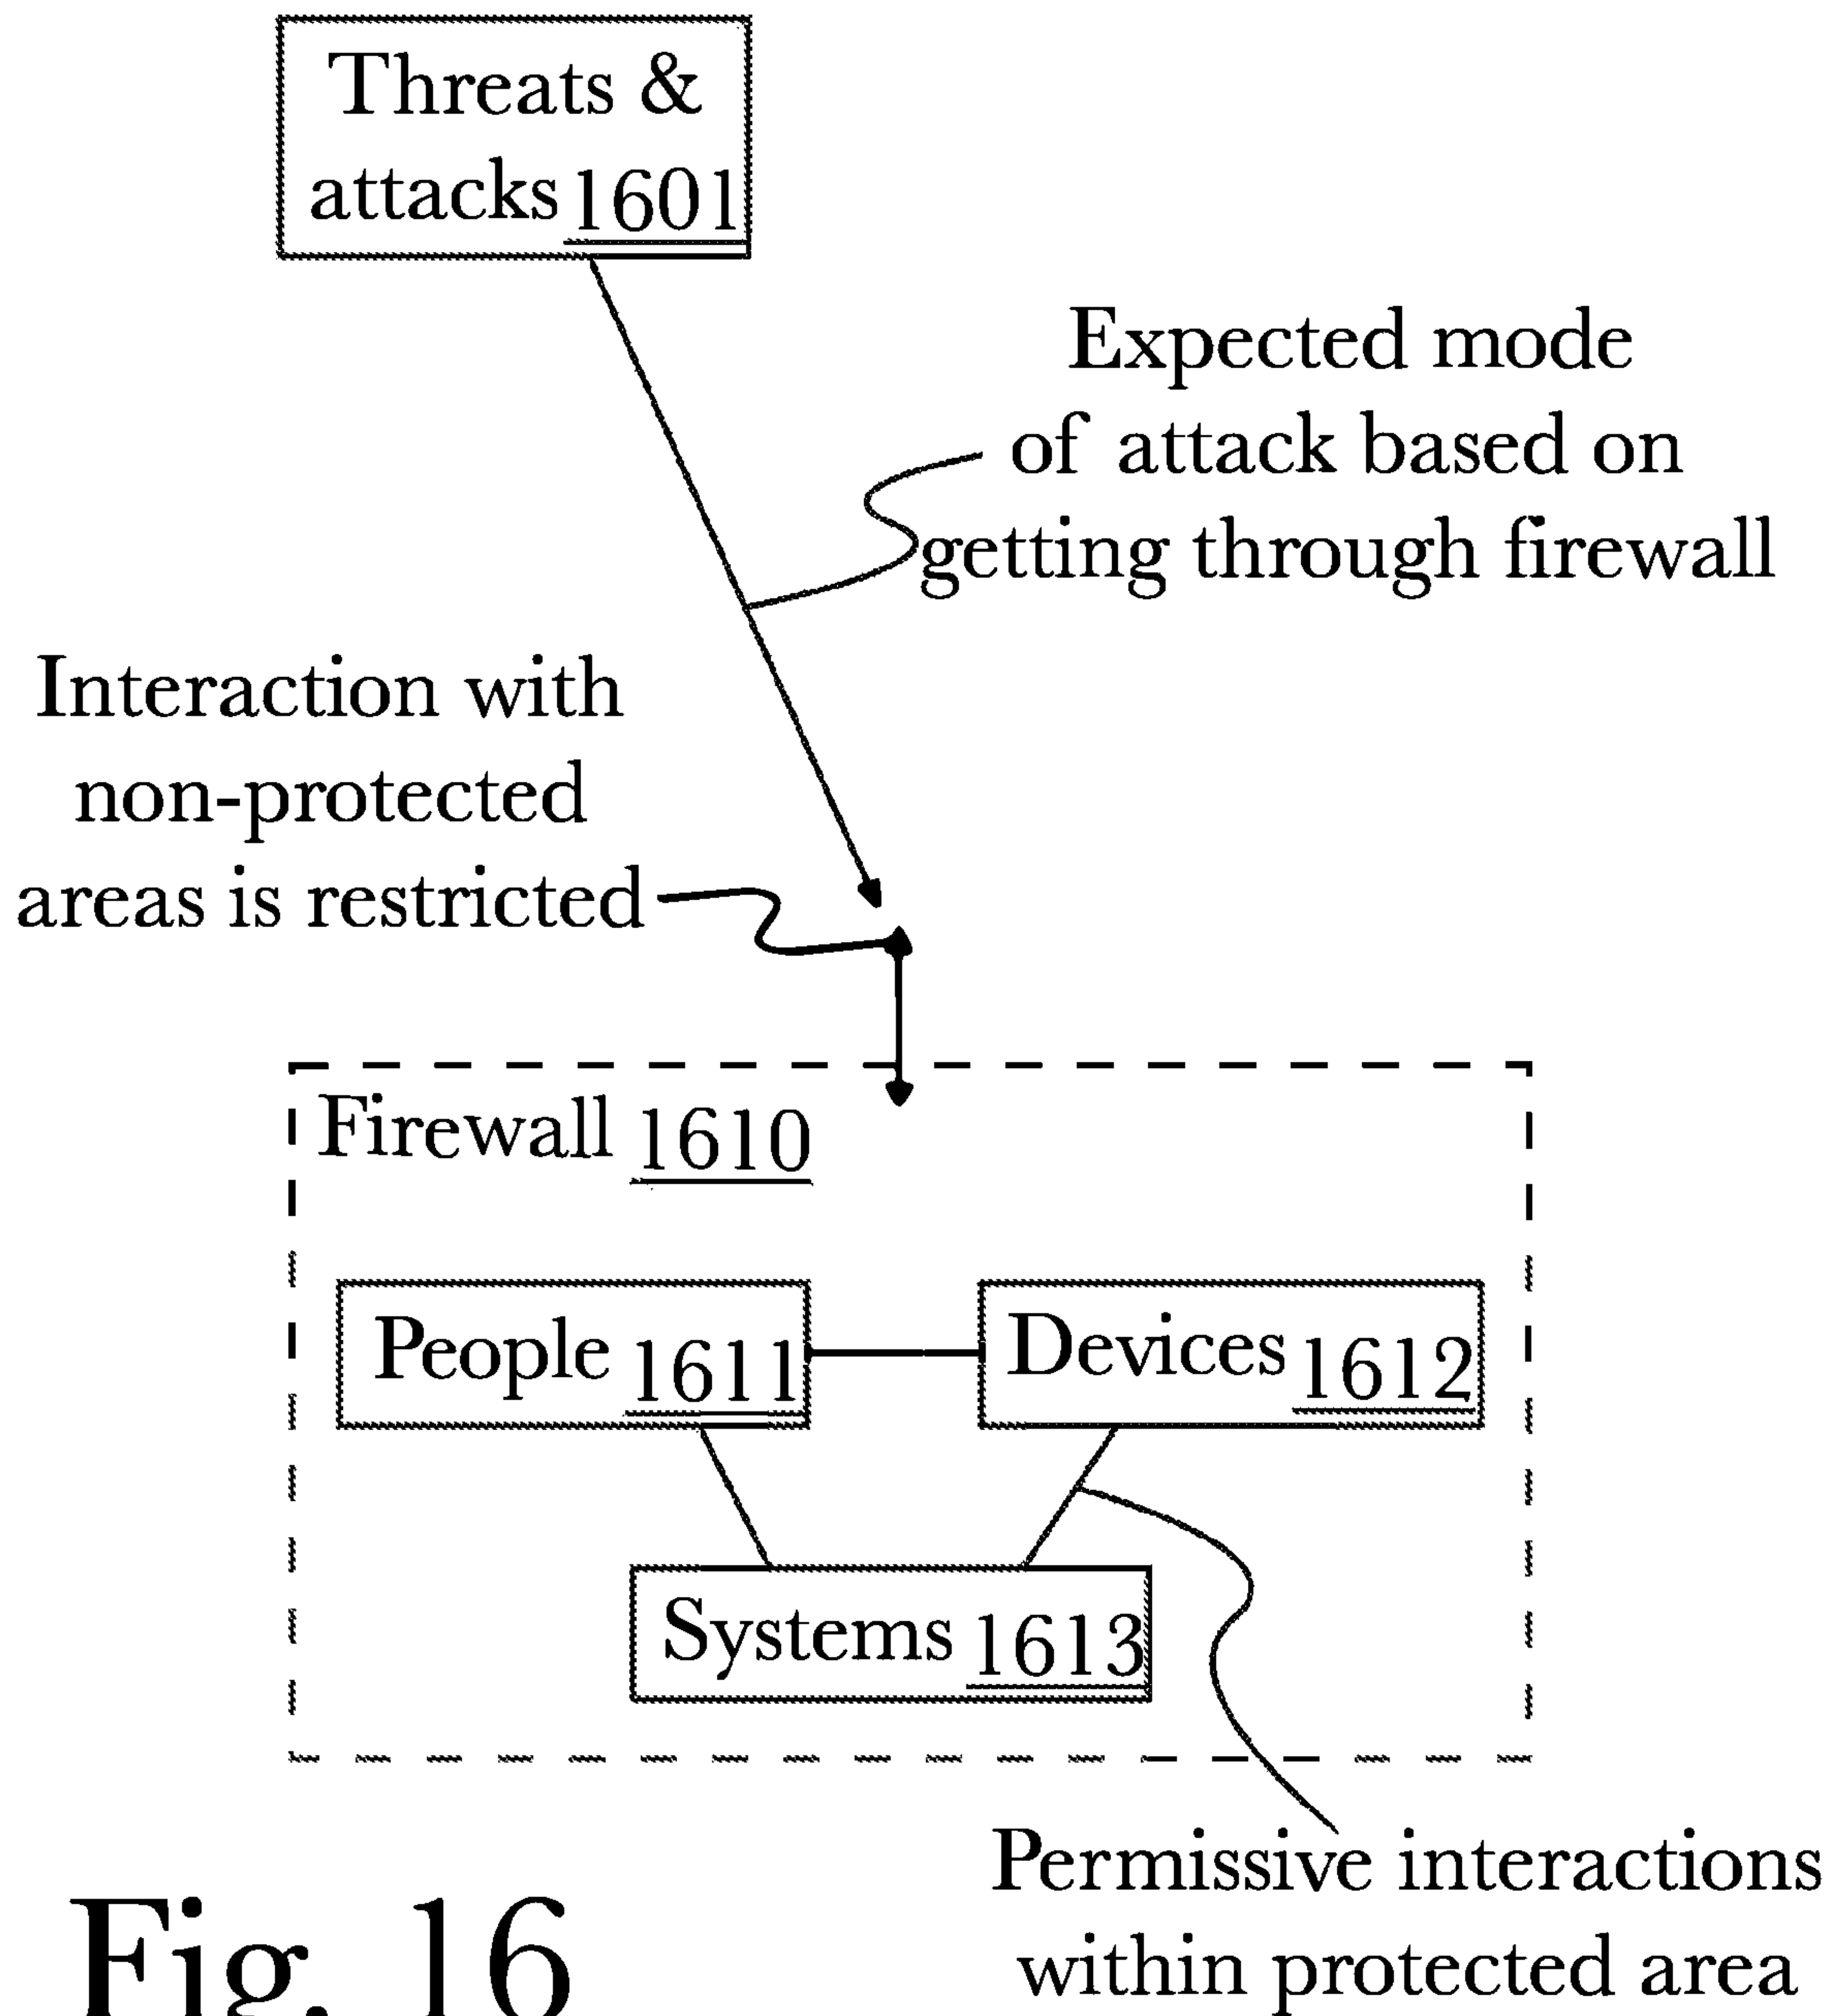 Threats &
attacks 1601
Expected mode
of attack based on
getting through firewall
Interaction with
non-protected
areas is restricted
Firewall 1610
People 1611
Devices 1612
Systems 1613
Permissive interactions
within protected area
Fig. 16